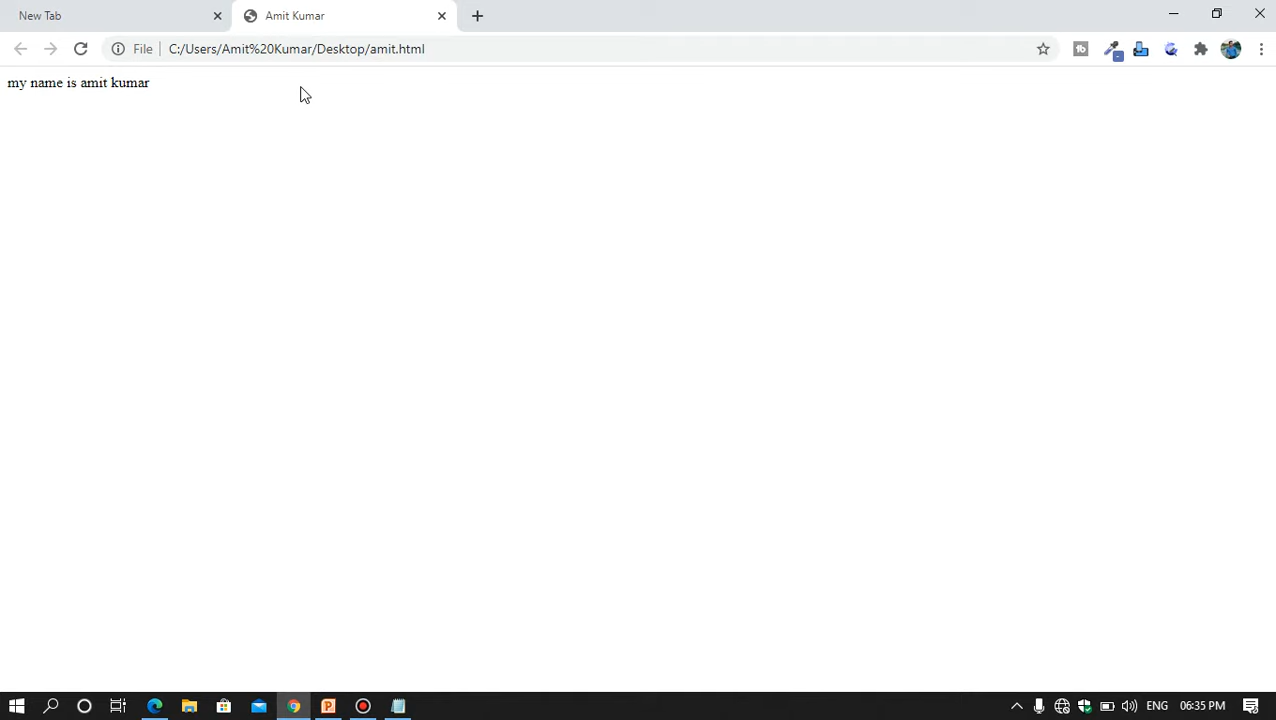 New Tab
Amit Kumar
File
C:/Users/Amit%20Kumar/Desktop/amit.html
my name is amit kumar
ENG
06:35 PM